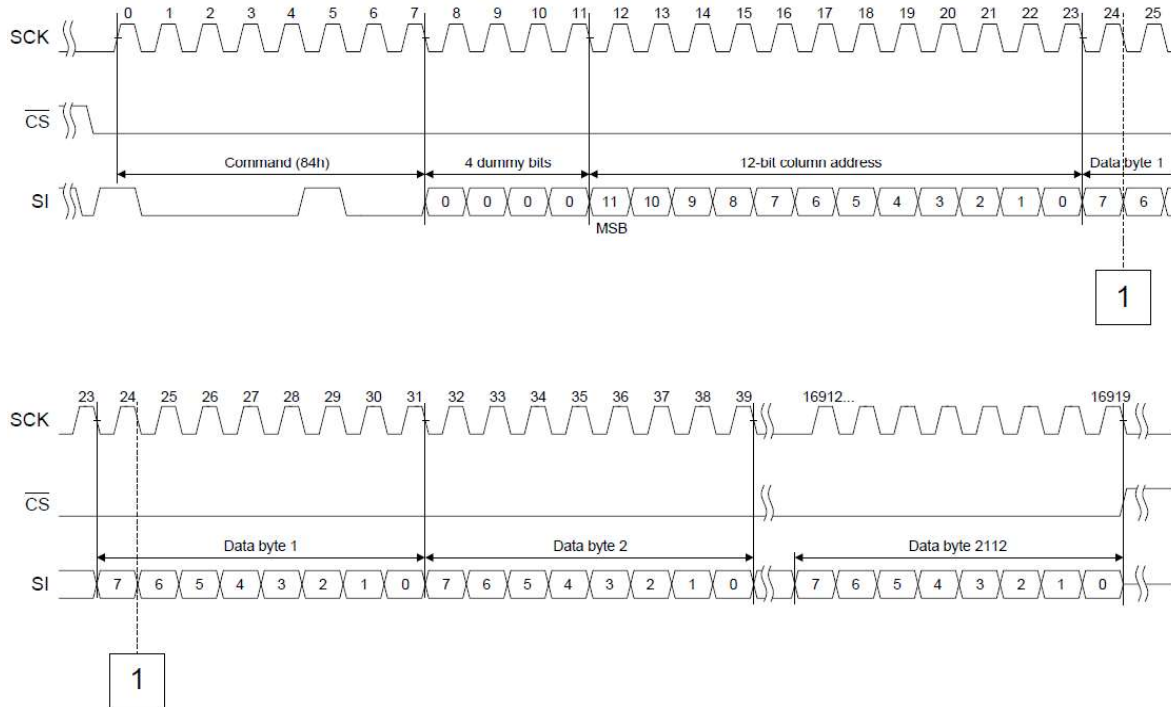 0 1 2 3 4 5 6 7 8 9 10 11 12 13 14 15 16 17 18 19 20 21 22 23 24 25
SCK
CS
Command (84h) 4 dummy bits 12-bit column address Data byte 1
SI 0 0 0 0 11 10 9 8 7 6 5 4 3 2 1 0 7 6
MSB
1
23 24 25 26 27 28 29 30 31 32 33 34 35 36 37 38 39 16912... 16919
SCK
CS
Data byte 1 Data byte 2 Data byte 2112
SI 7 6 5 4 3 2 1 0 7 6 5 4 3 2 1 0 7 6 5 4 3 2 1 0
1